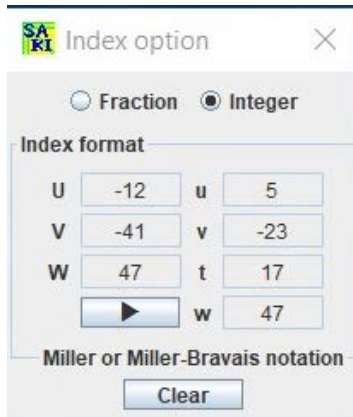 SA
KI Index option
Fraction Integer
Index format
U -12 u 5
V -41 v -23
W 47 t 17
w 47
Miller or Miller-Bravais notation
Clear